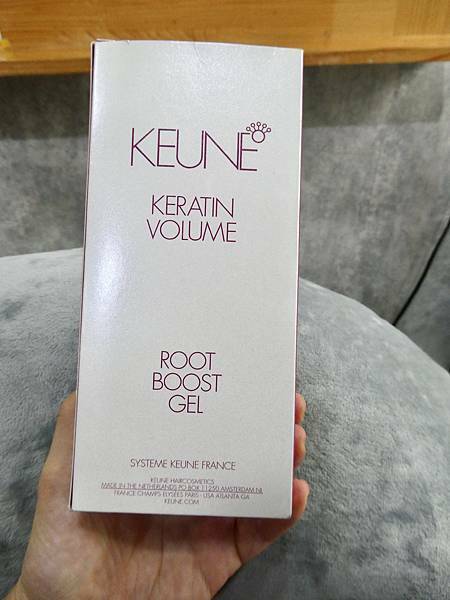 KEUNE
KERATIN
VOLUME
ROOT
BOOST
GEL
SYSTEME KEUNE FRANCE
KEUNE HAIRCOSMETICS
MADE IN THE NETHERLANDS PO BOX 11250 AMSTERDAM NL
FRANCE CHAMPS ELYSEES PARIS · USA ATLANTA GA
KEUNE.COM